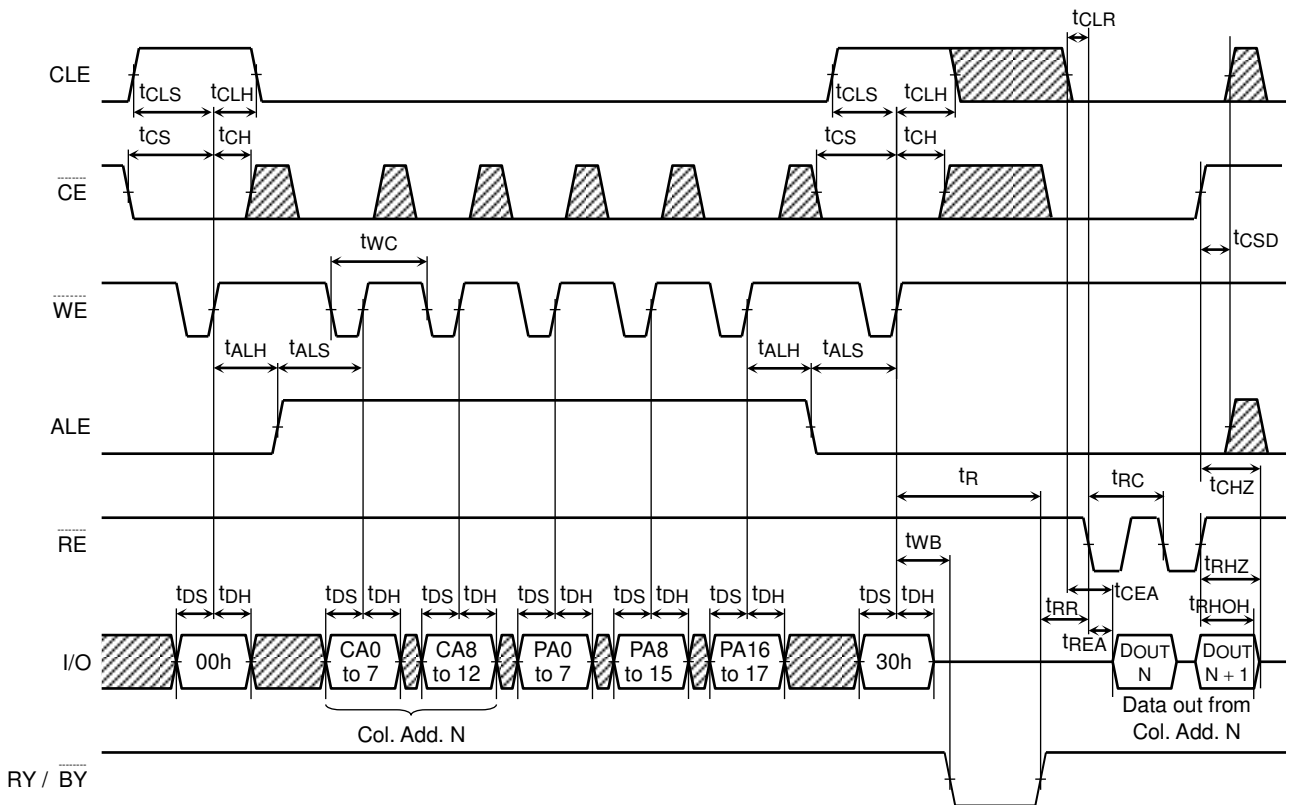 tCLR
CLE
tCLS tCLH tCLS tCLH
tCS tCH tCS tCH
CE
tWC tCSD
WE
tALH tALS tALH tALS
ALE
tR tRC tCHZ
RE
tWB tRHZ
tDS tDH tDS tDH tDS tDH tDS tDH tDS tDH tDS tDH tDS tDH tCEA
tRR tRHOH
tREA
I/O 00h CA0 to 7 CA8 to 12 PA0 to 7 PA8 to 15 PA16 to 17 30h DOUT N DOUT N + 1
Col. Add. N
Data out from
Col. Add. N
RY / BY